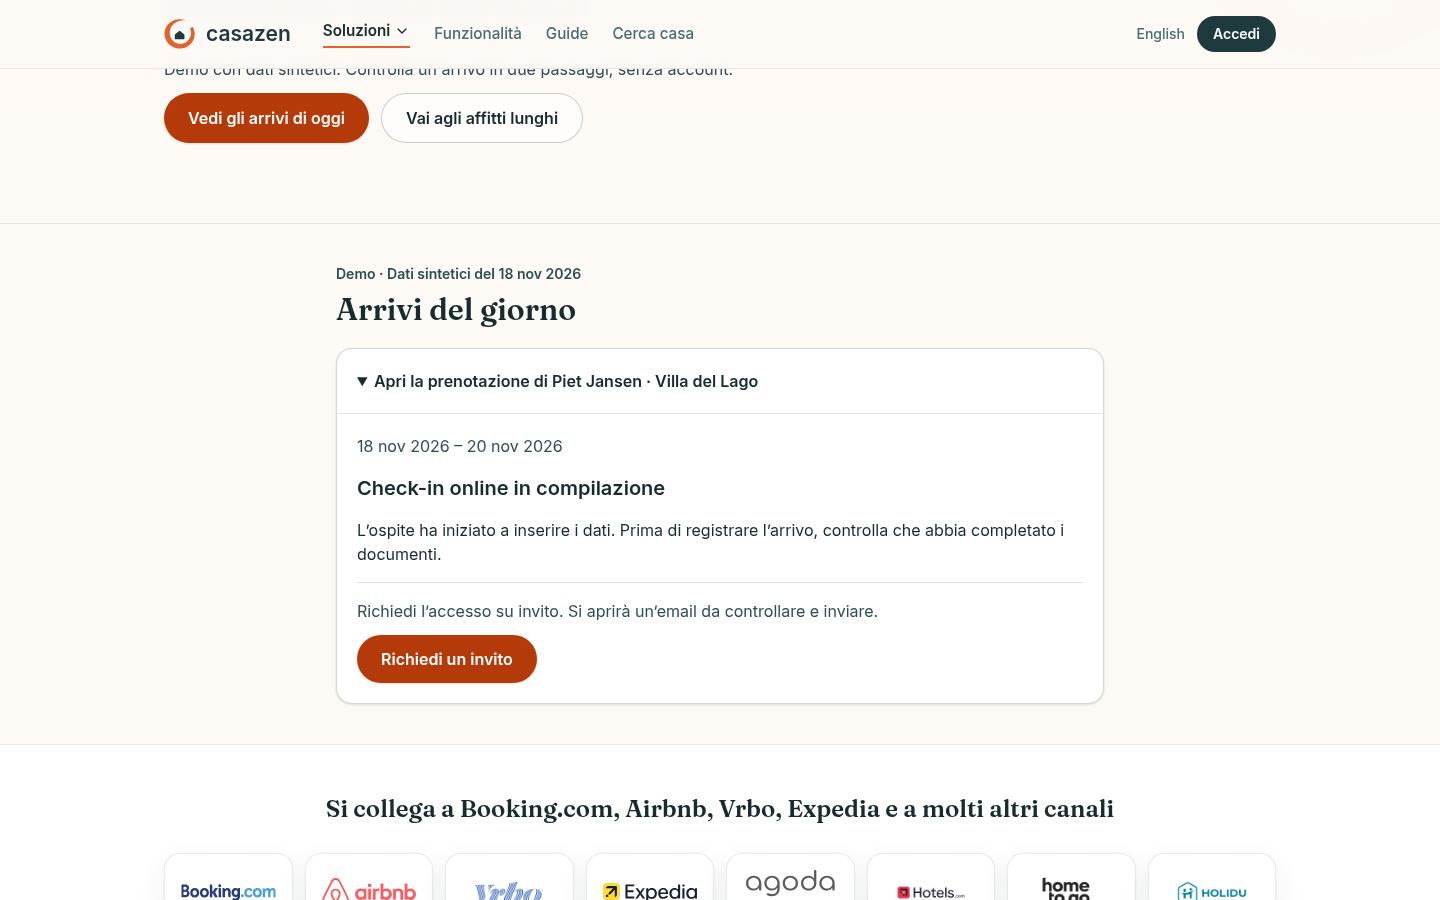 casazen
Soluzioni
Funzionalità
Guide
Cerca casa
English
Accedi
Demo con dati sintetici. Controlla un arrivo in due passaggi, senza account.
Vedi gli arrivi di oggi
Vai agli affitti lunghi
Demo · Dati sintetici del 18 nov 2026
Arrivi del giorno
▼ Apri la prenotazione di Piet Jansen · Villa del Lago
18 nov 2026 – 20 nov 2026
Check-in online in compilazione
L’ospite ha iniziato a inserire i dati. Prima di registrare l’arrivo, controlla che abbia completato i
documenti.
Richiedi l’accesso su invito. Si aprirà un’email da controllare e inviare.
Richiedi un invito
Si collega a Booking.com, Airbnb, Vrbo, Expedia e a molti altri canali
Booking.com
airbnb
Vrbo
Expedia
agoda
Hotels.com
home
to go
HOLIDU